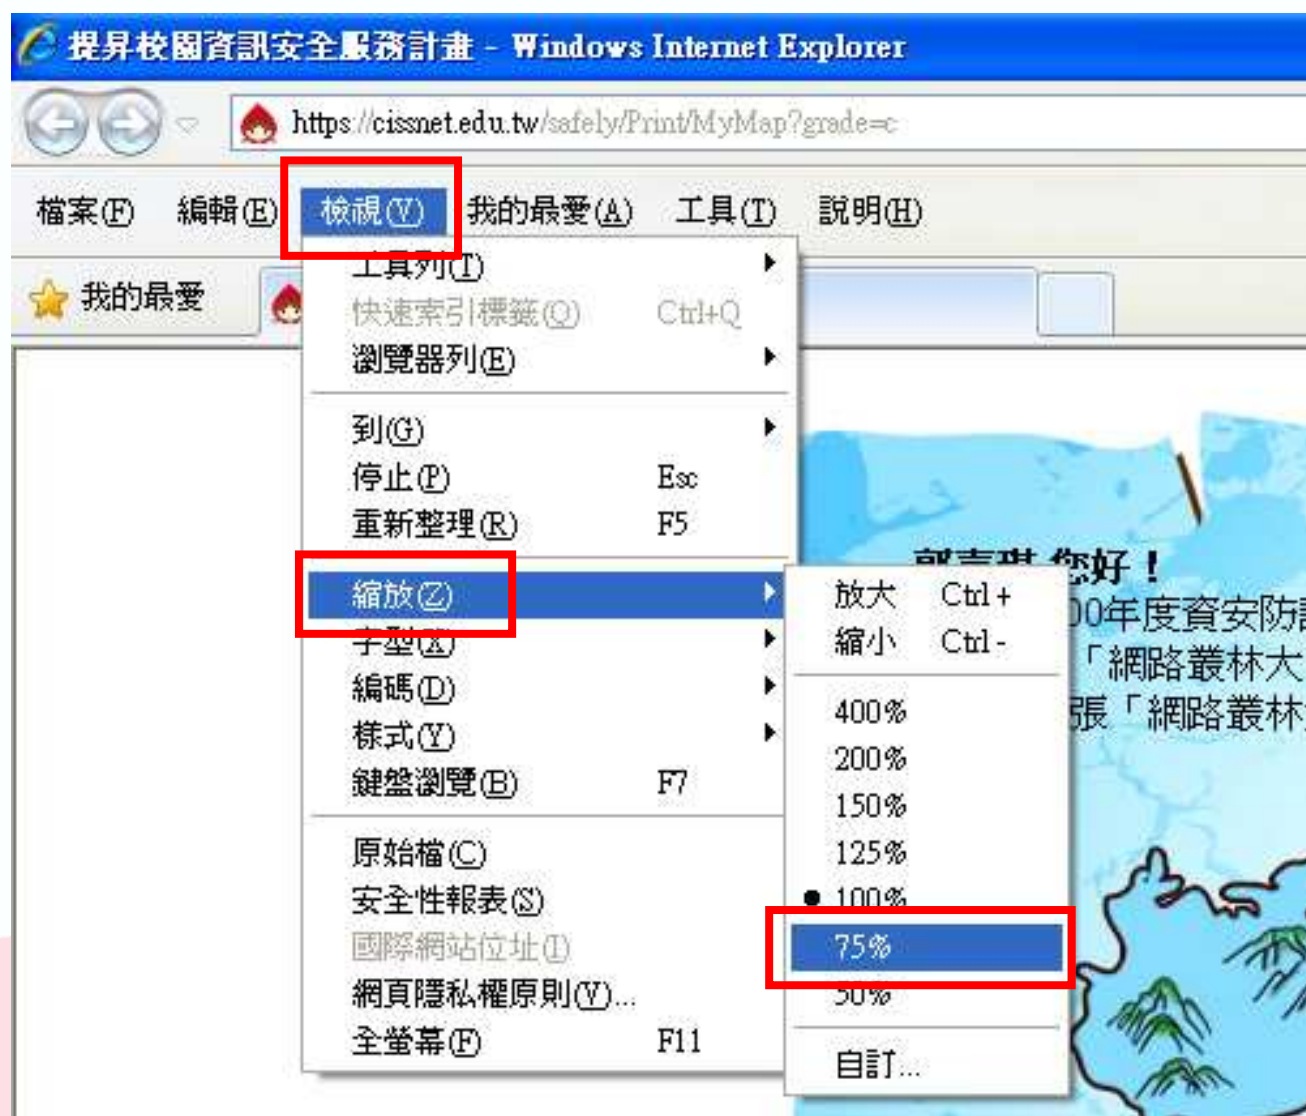 提昇校園資訊安全服務計畫 - Windows Internet Explorer
https://cissnet.edu.tw/safely/Print/MyMap?grade=c
檔案(F) 編輯(E) 檢視(V) 我的最愛(A) 工具(T) 說明(H)
我的最愛
工具列(T)
快速索引標籤(Q) Ctrl+Q
瀏覽器列(E)
到(G)
停止(P) Esc
重新整理(R) F5
縮放(Z)
字型(X)
編碼(D)
樣式(Y)
鍵盤瀏覽(B) F7
原始檔(C)
安全性報表(S)
國際網站位址(I)
網頁隱私權原則(V)...
全螢幕(F) F11
放大 Ctrl +
縮小 Ctrl -
400%
200%
150%
125%
100%
75%
50%
自訂...
您好！
00年度資安防
「網路叢林大
張「網路叢林